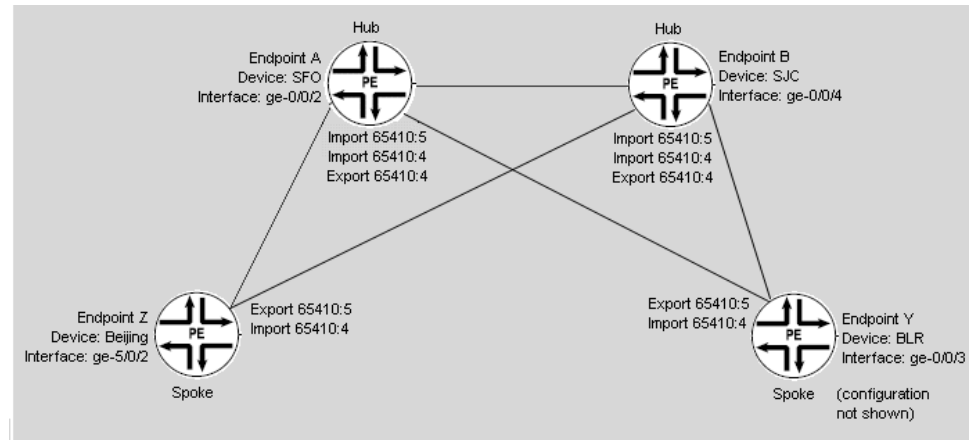 Hub
Endpoint A
Device: SFO
Interface: ge-0/0/2
PE
Import 65410:5
Import 65410:4
Export 65410:4
Hub
Endpoint B
Device: SJC
Interface: ge-0/0/4
PE
Import 65410:5
Import 65410:4
Export 65410:4
Endpoint Z
Device: Beijing
Interface: ge-5/0/2
PE
Export 65410:5
Import 65410:4
Spoke
Export 65410:5
Import 65410:4
PE
Endpoint Y
Device: BLR
Interface: ge-0/0/3
Spoke
(configuration
not shown)